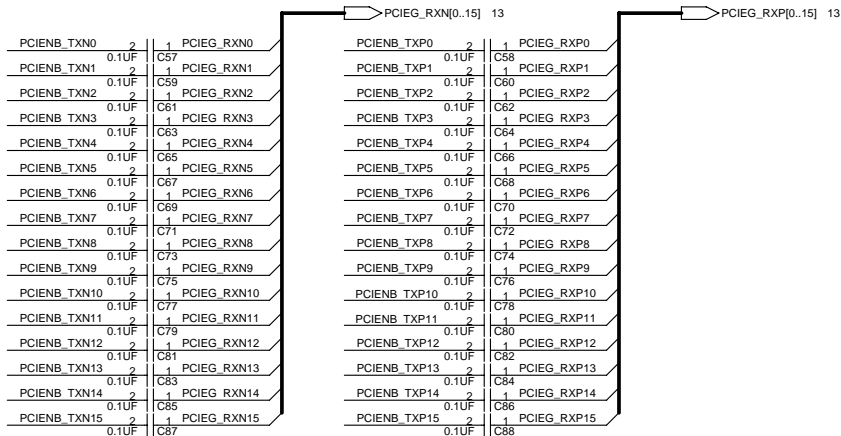 PCIEG_RXN[0..15] 13
PCIENB_TXN0 2 1 PCIEG_RXN0
0.1UF C57
PCIENB_TXN1 2 1 PCIEG_RXN1
0.1UF C59
PCIENB_TXN2 2 1 PCIEG_RXN2
0.1UF C61
PCIENB_TXN3 2 1 PCIEG_RXN3
0.1UF C63
PCIENB_TXN4 2 1 PCIEG_RXN4
0.1UF C65
PCIENB_TXN5 2 1 PCIEG_RXN5
0.1UF C67
PCIENB_TXN6 2 1 PCIEG_RXN6
0.1UF C69
PCIENB_TXN7 2 1 PCIEG_RXN7
0.1UF C71
PCIENB_TXN8 2 1 PCIEG_RXN8
0.1UF C73
PCIENB_TXN9 2 1 PCIEG_RXN9
0.1UF C75
PCIENB_TXN10 2 1 PCIEG_RXN10
0.1UF C77
PCIENB_TXN11 2 1 PCIEG_RXN11
0.1UF C79
PCIENB_TXN12 2 1 PCIEG_RXN12
0.1UF C81
PCIENB_TXN13 2 1 PCIEG_RXN13
0.1UF C83
PCIENB_TXN14 2 1 PCIEG_RXN14
0.1UF C85
PCIENB_TXN15 2 1 PCIEG_RXN15
0.1UF C87
PCIEG_RXP[0..15] 13
PCIENB_TXP0 2 1 PCIEG_RXP0
0.1UF C58
PCIENB_TXP1 2 1 PCIEG_RXP1
0.1UF C60
PCIENB_TXP2 2 1 PCIEG_RXP2
0.1UF C62
PCIENB_TXP3 2 1 PCIEG_RXP3
0.1UF C64
PCIENB_TXP4 2 1 PCIEG_RXP4
0.1UF C66
PCIENB_TXP5 2 1 PCIEG_RXP5
0.1UF C68
PCIENB_TXP6 2 1 PCIEG_RXP6
0.1UF C70
PCIENB_TXP7 2 1 PCIEG_RXP7
0.1UF C72
PCIENB_TXP8 2 1 PCIEG_RXP8
0.1UF C74
PCIENB_TXP9 2 1 PCIEG_RXP9
0.1UF C76
PCIENB_TXP10 2 1 PCIEG_RXP10
0.1UF C78
PCIENB_TXP11 2 1 PCIEG_RXP11
0.1UF C80
PCIENB_TXP12 2 1 PCIEG_RXP12
0.1UF C82
PCIENB_TXP13 2 1 PCIEG_RXP13
0.1UF C84
PCIENB_TXP14 2 1 PCIEG_RXP14
0.1UF C86
PCIENB_TXP15 2 1 PCIEG_RXP15
0.1UF C88